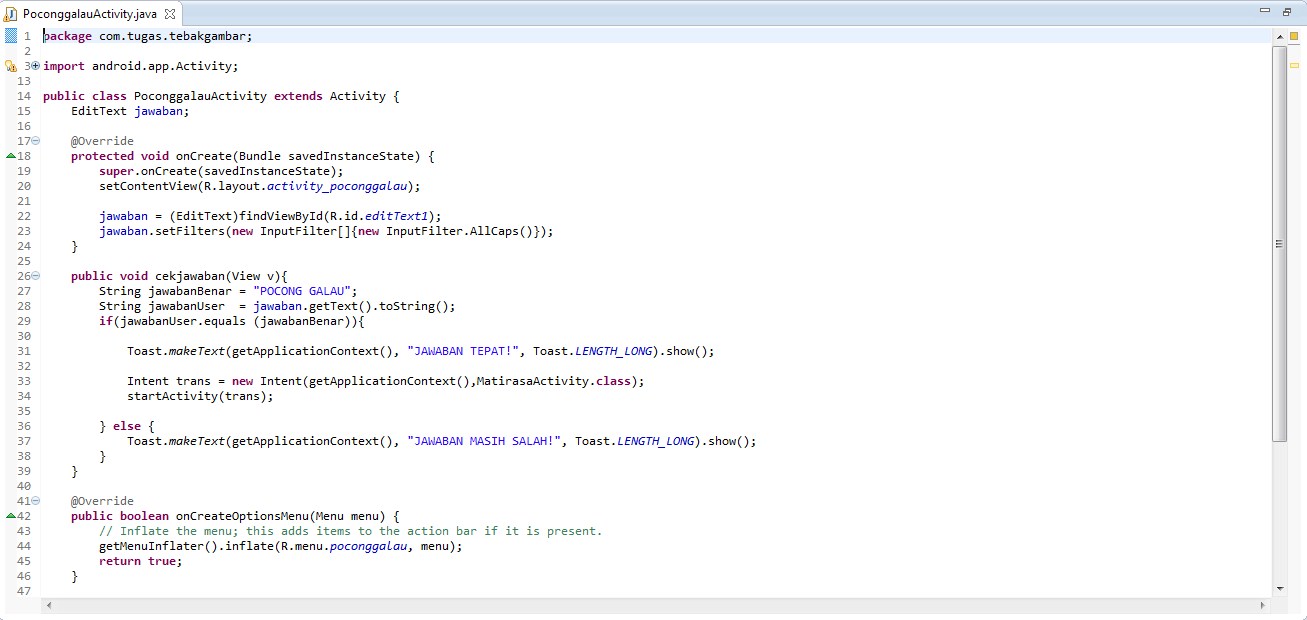 PoconggalauActivity.java
1 package com.tugas.tebakgambar;
2
3 import android.app.Activity;
13
14 public class PoconggalauActivity extends Activity {
15     EditText jawaban;
16
17     @Override
18     protected void onCreate(Bundle savedInstanceState) {
19         super.onCreate(savedInstanceState);
20         setContentView(R.layout.activity_poconggalau);
21
22         jawaban = (EditText)findViewById(R.id.editText1);
23         jawaban.setFilters(new InputFilter[]{new InputFilter.AllCaps()});
24     }
25
26     public void cekjawaban(View v){
27         String jawabanBenar = "POCONG GALAU";
28         String jawabanUser  = jawaban.getText().toString();
29         if(jawabanUser.equals (jawabanBenar)){
30
31             Toast.makeText(getApplicationContext(), "JAWABAN TEPAT!", Toast.LENGTH_LONG).show();
32
33             Intent trans = new Intent(getApplicationContext(),MatirasaActivity.class);
34             startActivity(trans);
35
36         } else {
37             Toast.makeText(getApplicationContext(), "JAWABAN MASIH SALAH!", Toast.LENGTH_LONG).show();
38         }
39     }
40
41     @Override
42     public boolean onCreateOptionsMenu(Menu menu) {
43         // Inflate the menu; this adds items to the action bar if it is present.
44         getMenuInflater().inflate(R.menu.poconggalau, menu);
45         return true;
46     }
47